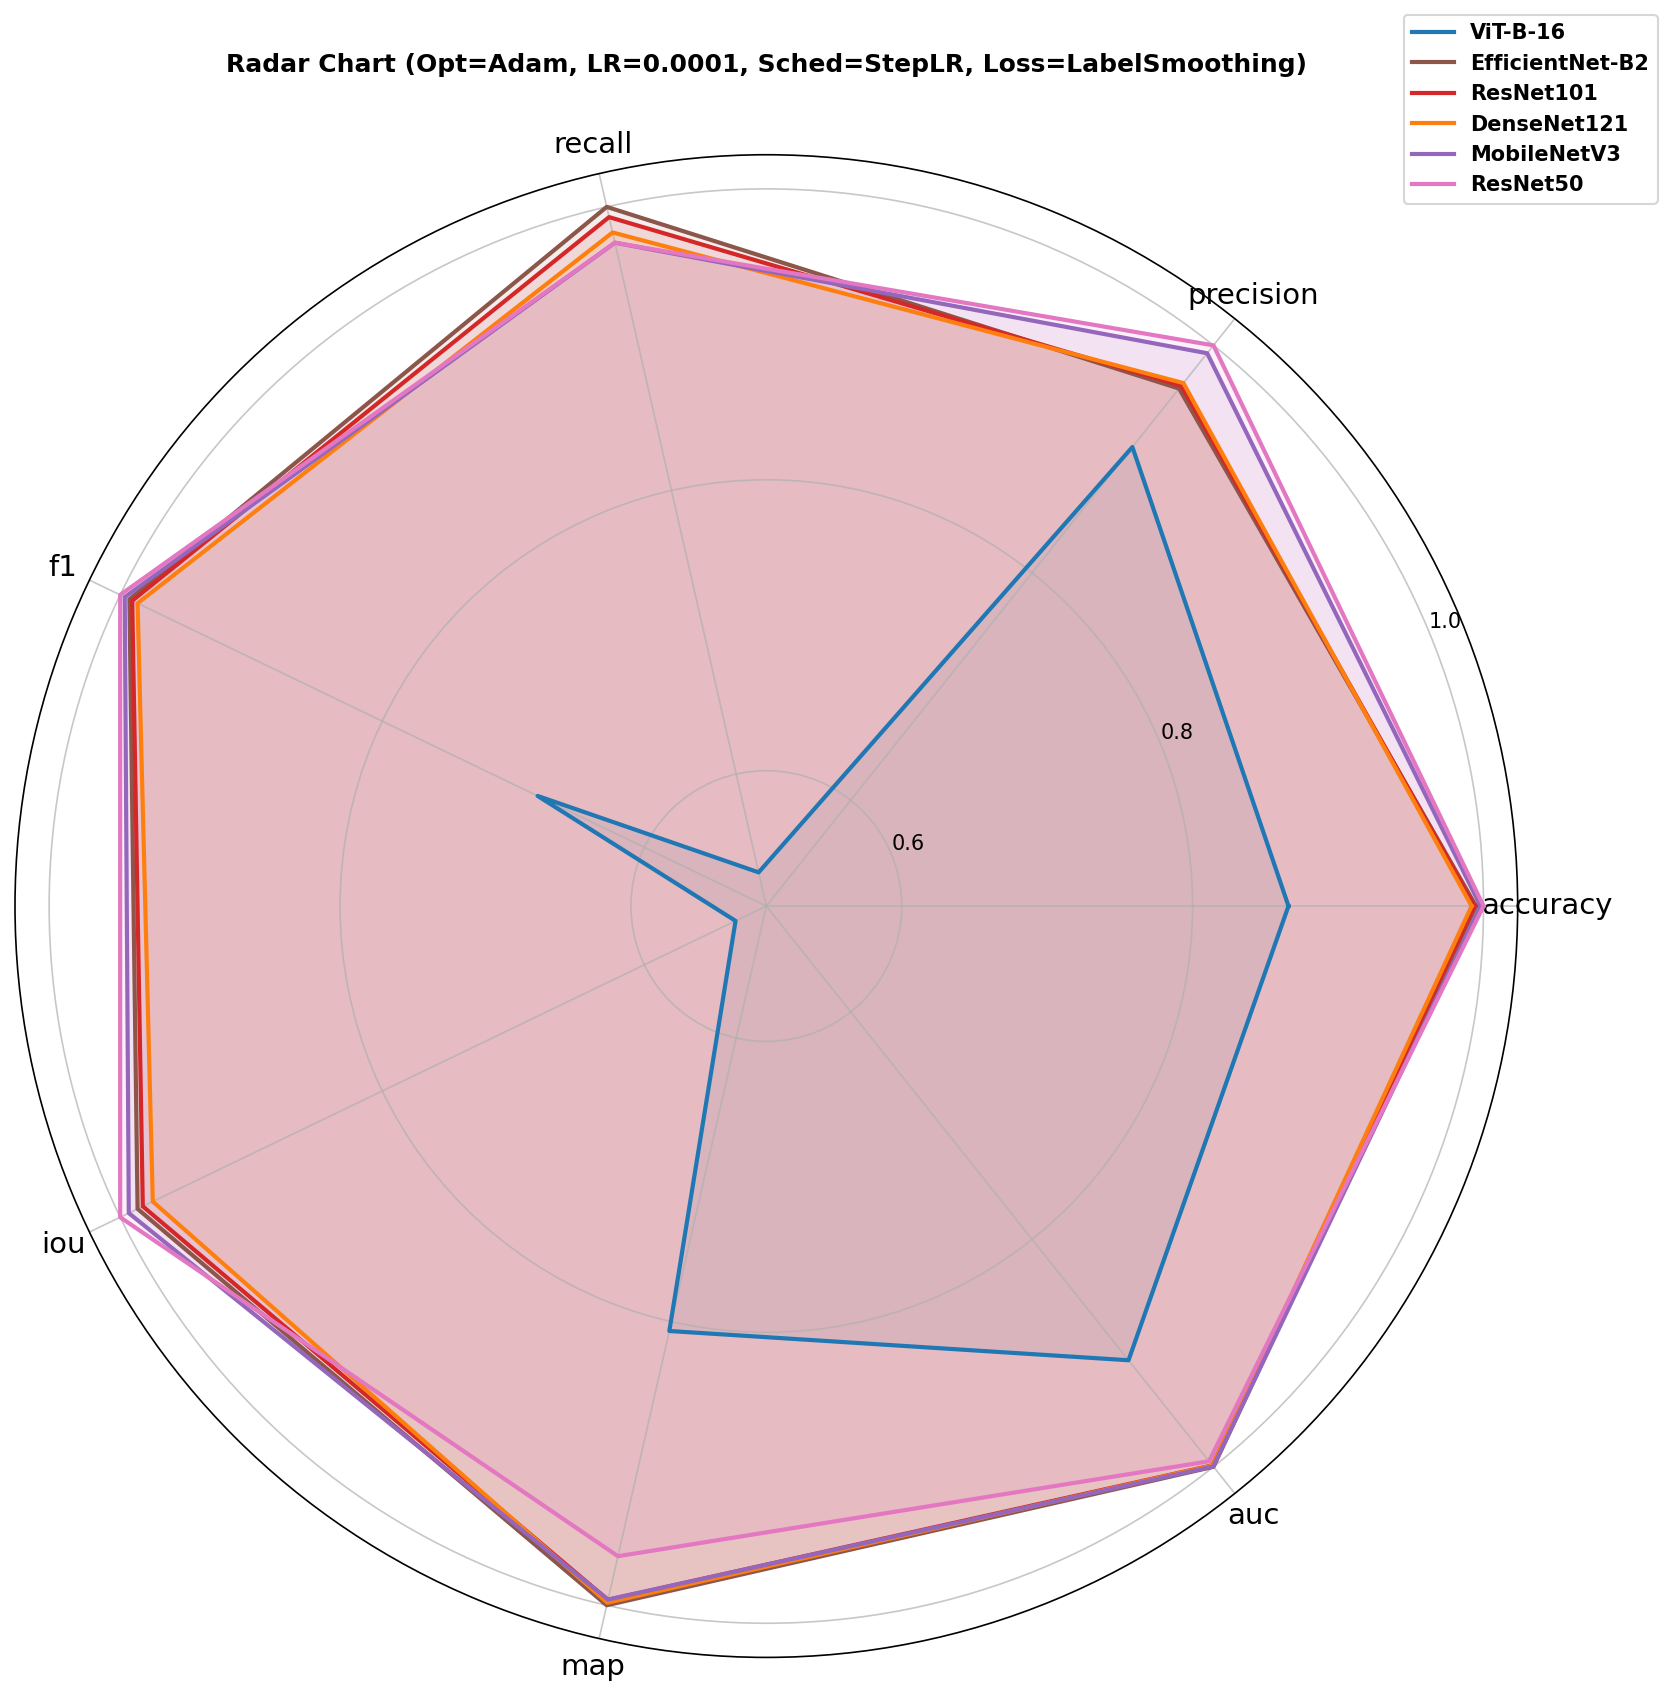 Radar Chart (Opt=Adam, LR=0.0001, Sched=StepLR, Loss=LabelSmoothing)
ViT-B-16
EfficientNet-B2
ResNet101
DenseNet121
MobileNetV3
ResNet50
recall
precision
f1
1.0
0.8
0.6
accuracy
iou
auc
map